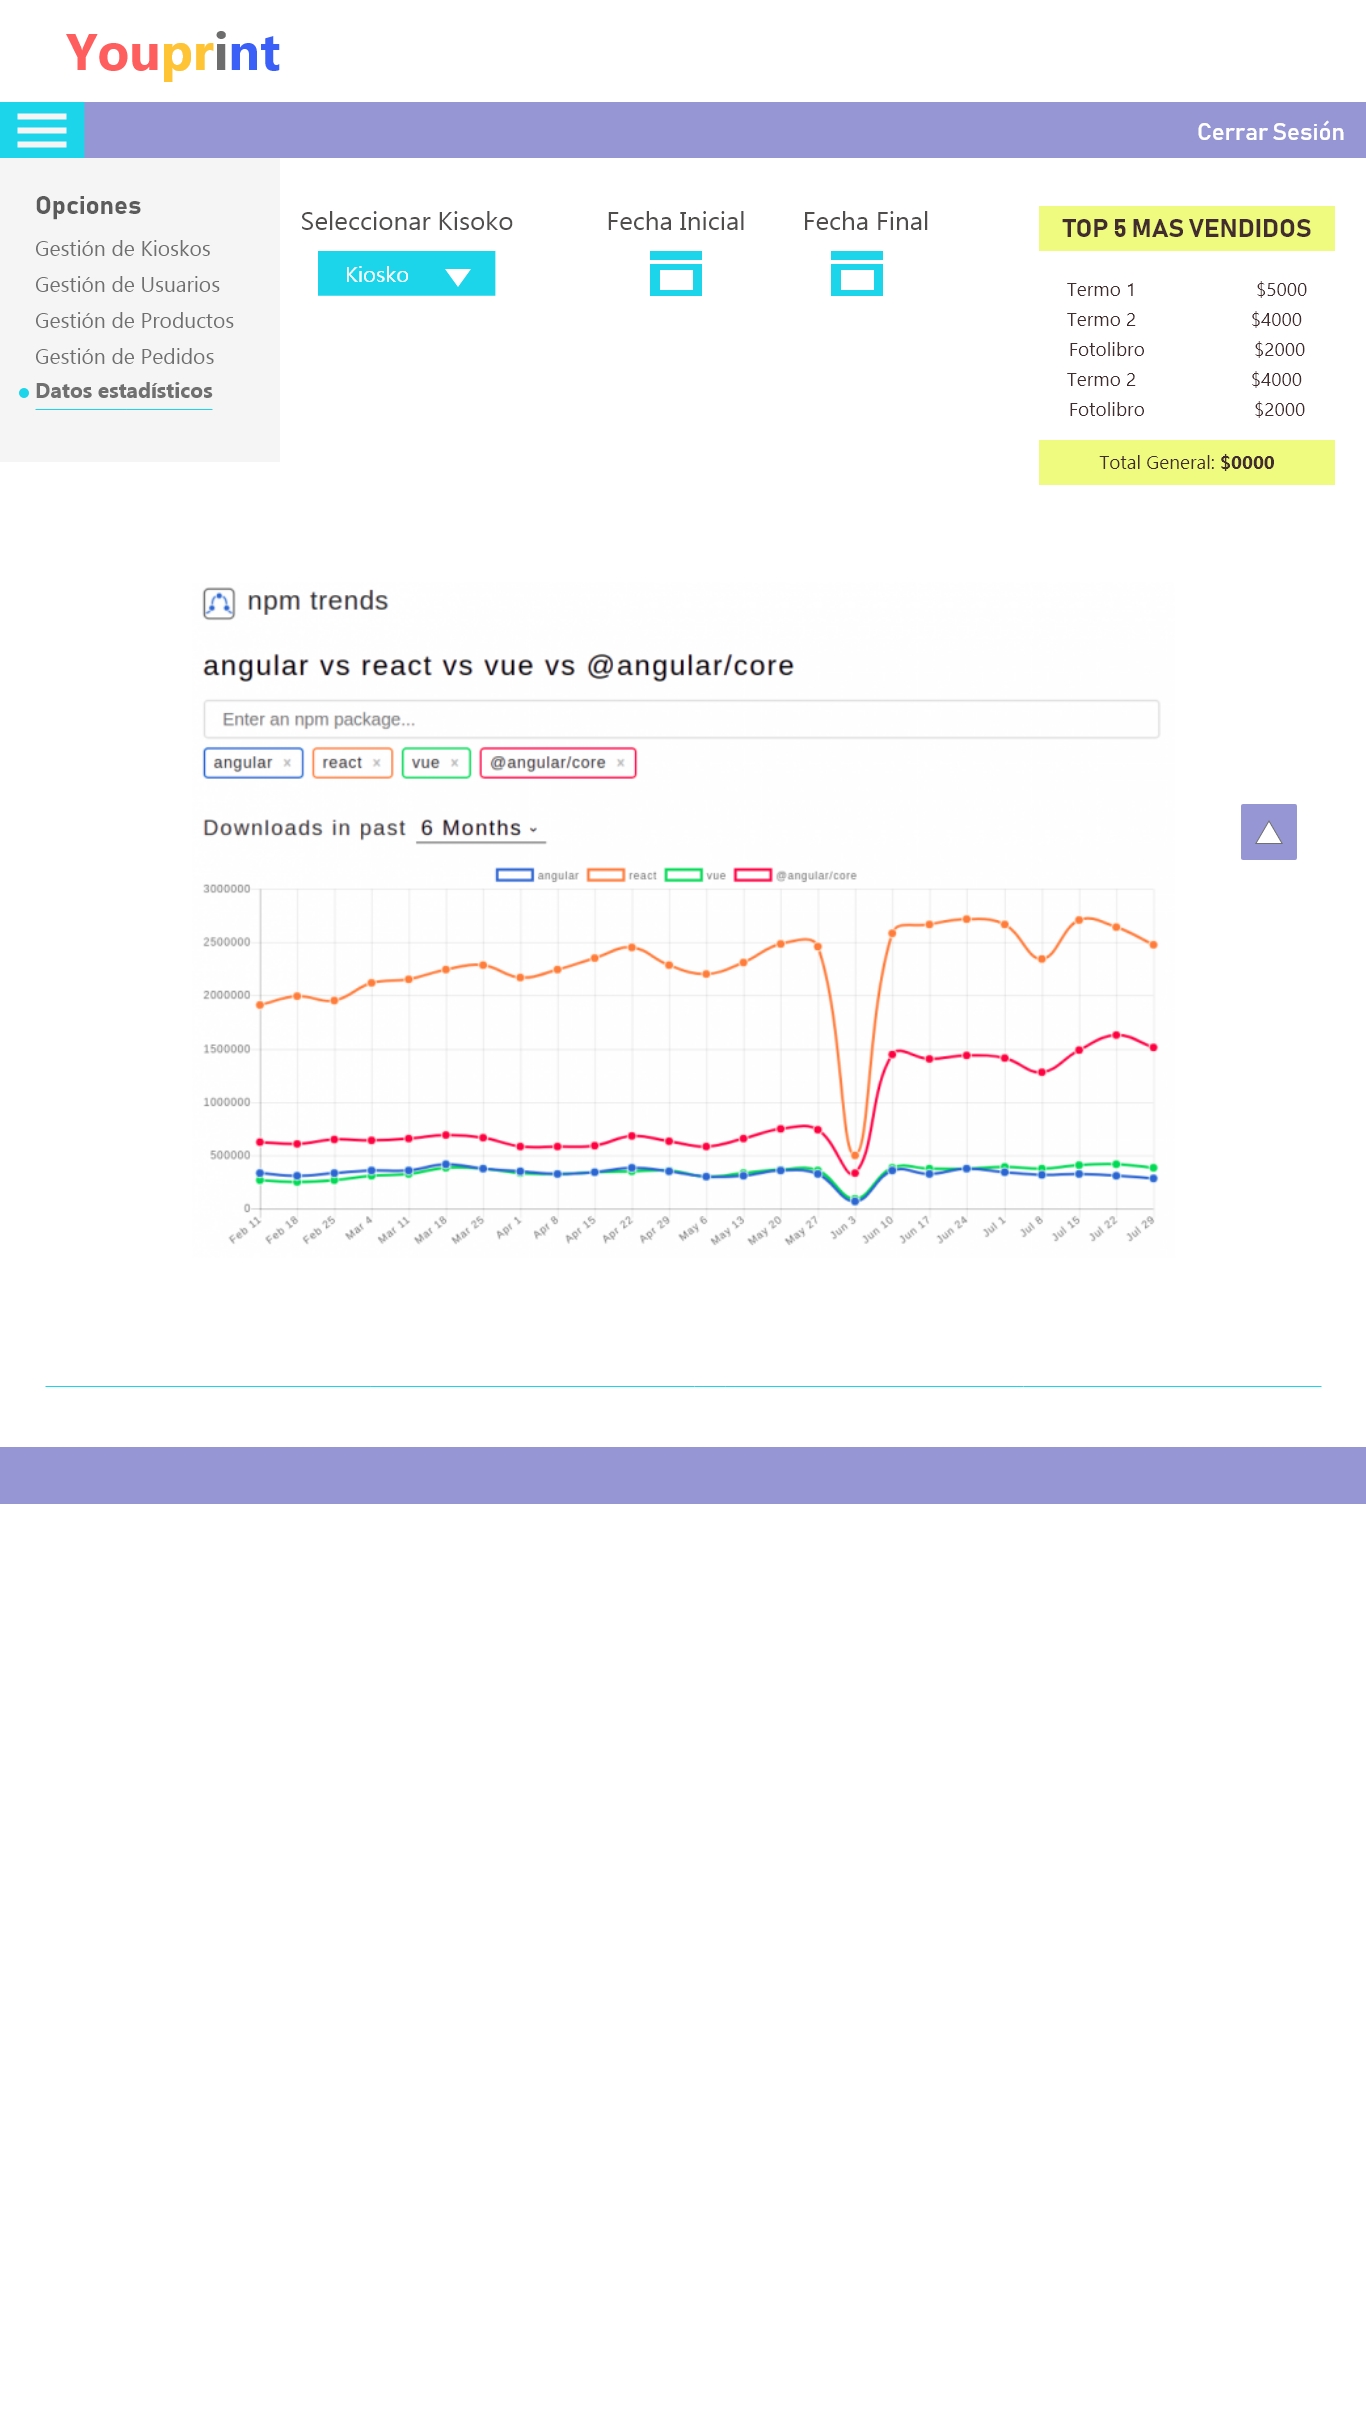 Youprint
Cerrar Sesión
Opciones
Gestión de Kioskos
Gestión de Usuarios
Gestión de Productos
Gestión de Pedidos
Datos estadísticos
Seleccionar Kisoko
Kiosko
Fecha Inicial
Fecha Final
TOP 5 MAS VENDIDOS
Termo 1 $5000
Termo 2 $4000
Fotolibro $2000
Termo 2 $4000
Fotolibro $2000
Total General: $0000
npm trends
angular vs react vs vue vs @angular/core
Enter an npm package...
angular × react × vue × @angular/core ×
Downloads in past 6 Months
angular react vue @angular/core
3000000
2500000
2000000
1500000
1000000
500000
0
Feb 11 Feb 18 Feb 25 Mar 4 Mar 11 Mar 18 Mar 25 Apr 1 Apr 8 Apr 15 Apr 22 Apr 29 May 6 May 13 May 20 May 27 Jun 3 Jun 10 Jun 17 Jun 24 Jul 1 Jul 8 Jul 15 Jul 22 Jul 29